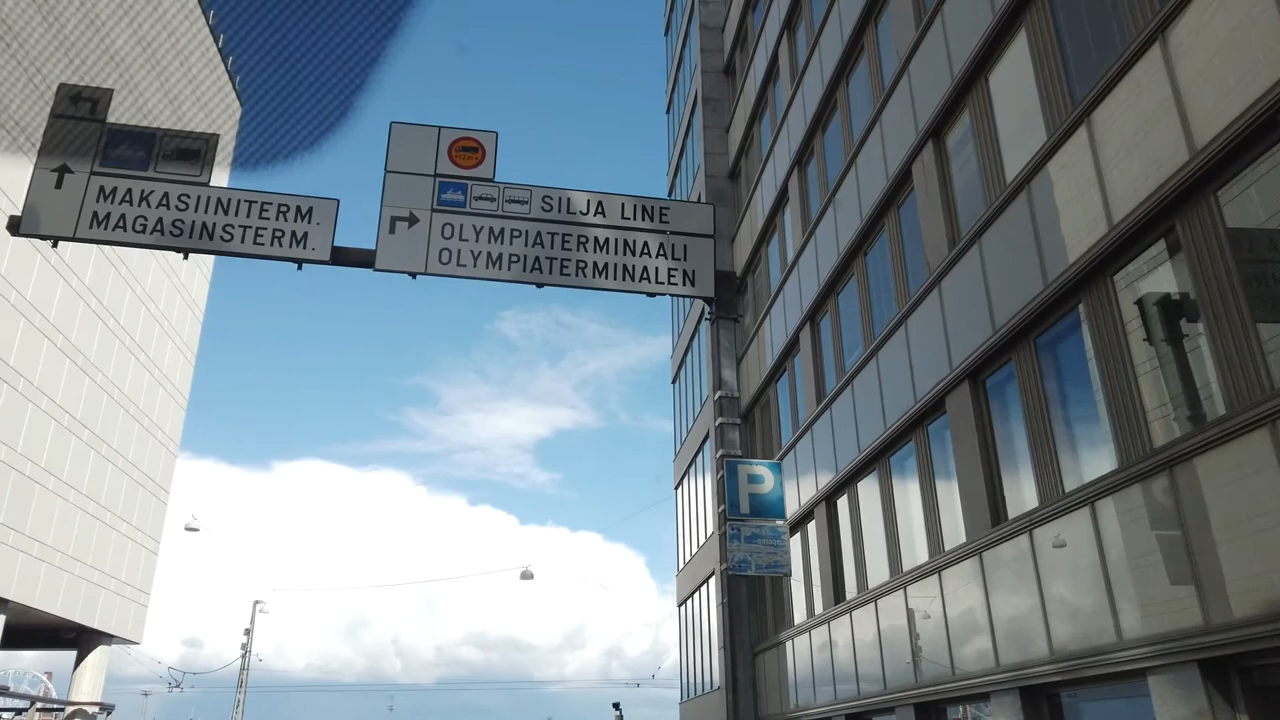 MAKASIINITERM.
MAGASINSTERM.
SILJA LINE
OLYMPIATERMINAALI
OLYMPIATERMINALEN
P